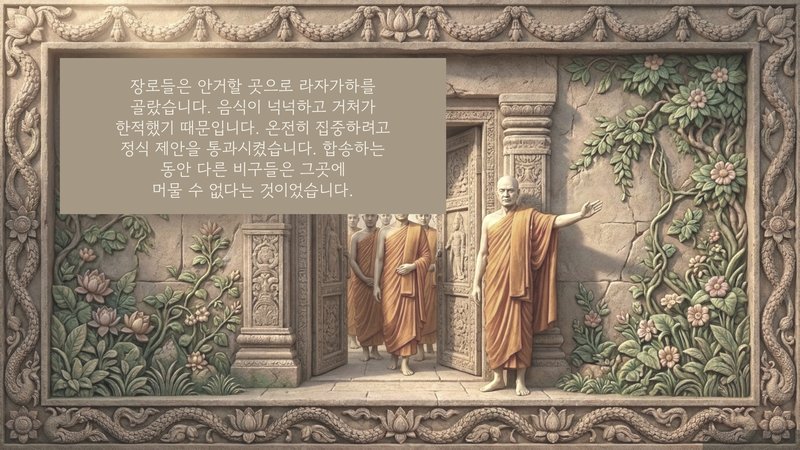 장로들은 안거할 곳으로 라자가하를
골랐습니다. 음식이 넉넉하고 거처가
한적했기 때문입니다. 온전히 집중하려고
정식 제안을 통과시켰습니다. 합송하는
동안 다른 비구들은 그곳에
머물 수 없다는 것이었습니다.